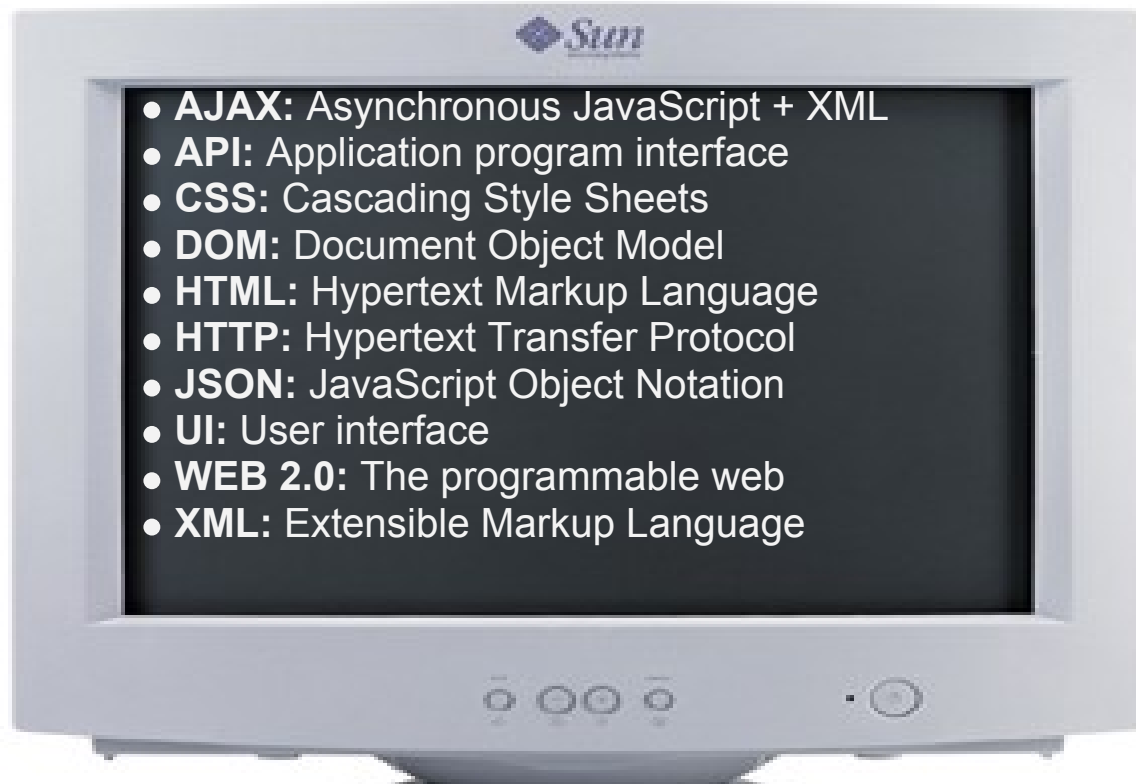 Sun
• AJAX: Asynchronous JavaScript + XML
• API: Application program interface
• CSS: Cascading Style Sheets
• DOM: Document Object Model
• HTML: Hypertext Markup Language
• HTTP: Hypertext Transfer Protocol
• JSON: JavaScript Object Notation
• UI: User interface
• WEB 2.0: The programmable web
• XML: Extensible Markup Language